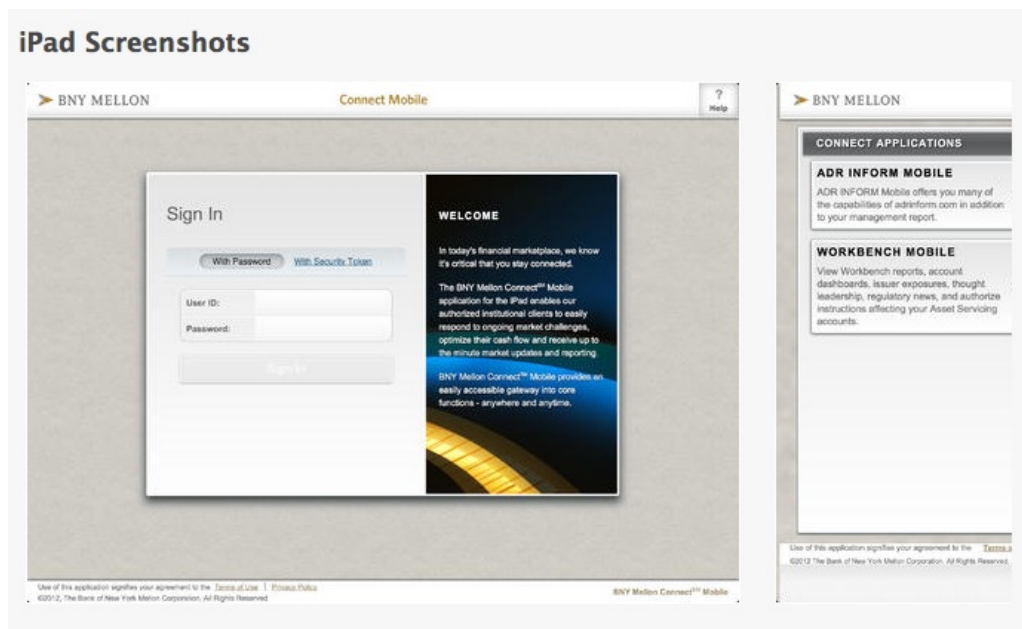 iPad Screenshots
BNY MELLON
Connect Mobile
?
Help
Sign In
With Password With Security Token
User ID:
Password:
Sign In
WELCOME
In today's financial marketplace, we know
it's critical that you stay connected.
The BNY Mellon Connect℠ Mobile
application for the iPad enables our
authorized institutional clients to easily
respond to ongoing market challenges,
optimize their cash flow and receive up to
the minute market updates and reporting.
BNY Mellon Connect℠ Mobile provides an
easily accessible gateway into core
functions - anywhere and anytime.
Use of this application signifies your agreement to the Terms of Use | Privacy Policy
©2012, The Bank of New York Mellon Corporation. All Rights Reserved
BNY Mellon Connect℠ Mobile
BNY MELLON
CONNECT APPLICATIONS
ADR INFORM MOBILE
ADR INFORM Mobile offers you many of
the capabilities of adrinform.com in addition
to your management report.
WORKBENCH MOBILE
View Workbench reports, account
dashboards, issuer exposures, thought
leadership, regulatory news, and authorize
instructions affecting your Asset Servicing
accounts.
Use of this application signifies your agreement to the Terms
©2012 The Bank of New York Mellon Corporation. All Rights Reserved.